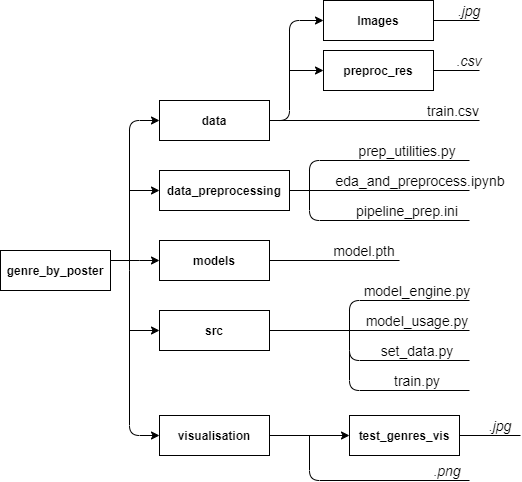 Images
.jpg
preproc_res
.csv
data
train.csv
prep_utilities.py
data_preprocessing
eda_and_preprocess.ipynb
pipeline_prep.ini
genre_by_poster
models
model.pth
model_engine.py
src
model_usage.py
set_data.py
train.py
visualisation
test_genres_vis
.jpg
.png